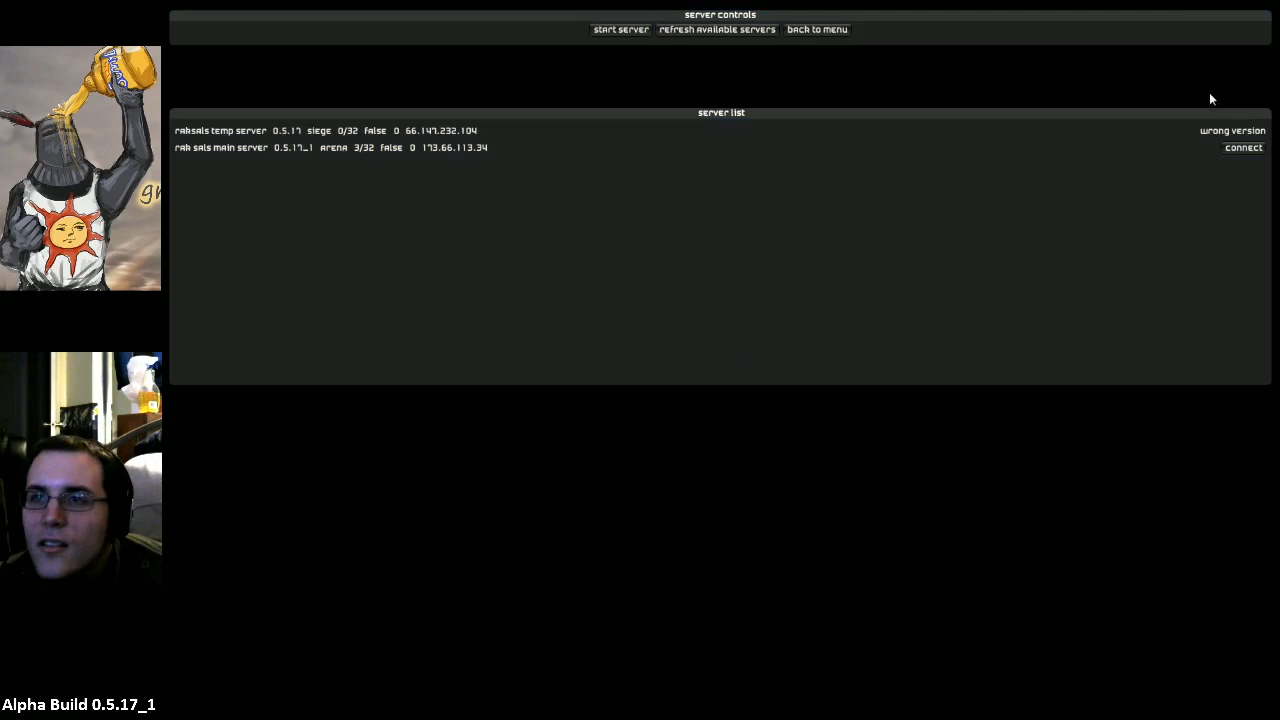 server controls
start server refresh available servers back to menu
server list
raksals temp server 0.5.17 siege 0/32 false 0 66.147.232.104 wrong version
rak sals main server 0.5.17_1 arena 3/32 false 0 173.66.113.34 connect
Alpha Build 0.5.17_1